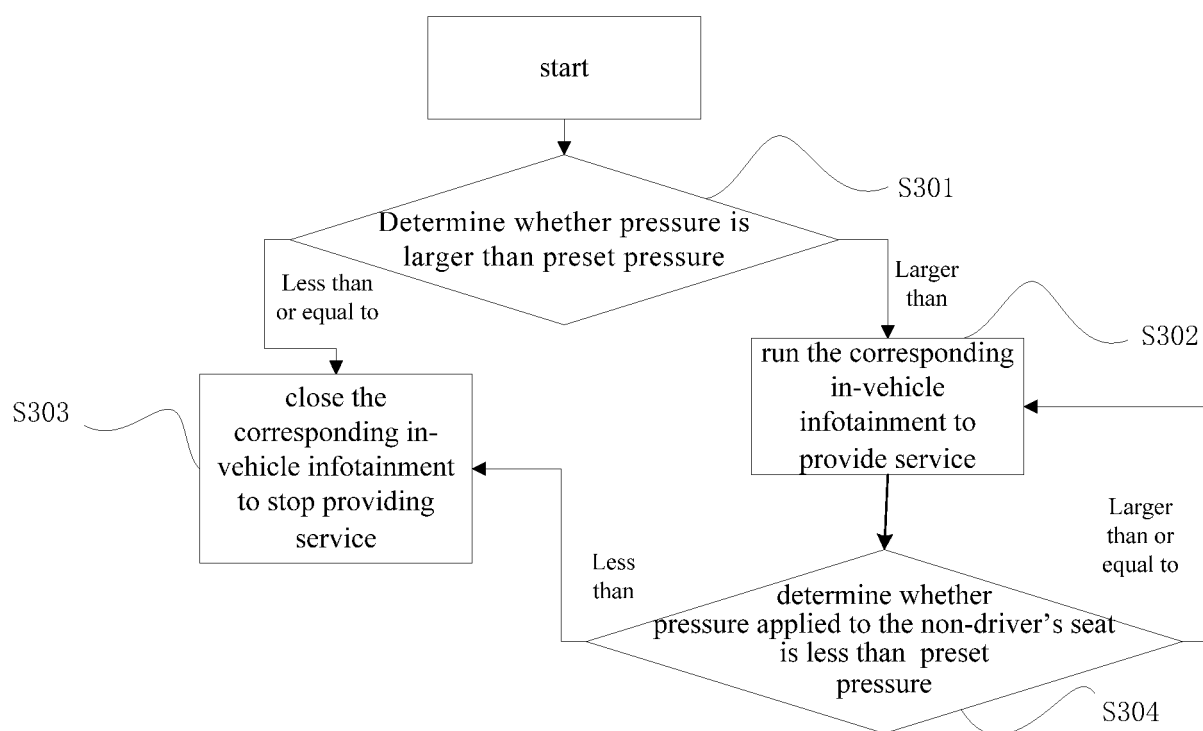 start
S301
Determine whether pressure is
larger than preset pressure
Less than
or equal to
Larger
than
S302
run the corresponding
in-vehicle
infotainment to
provide service
S303
close the
corresponding in-
vehicle infotainment
to stop providing
service
Larger
than or
equal to
Less
than
determine whether
pressure applied to the non-driver's seat
is less than preset
pressure
S304